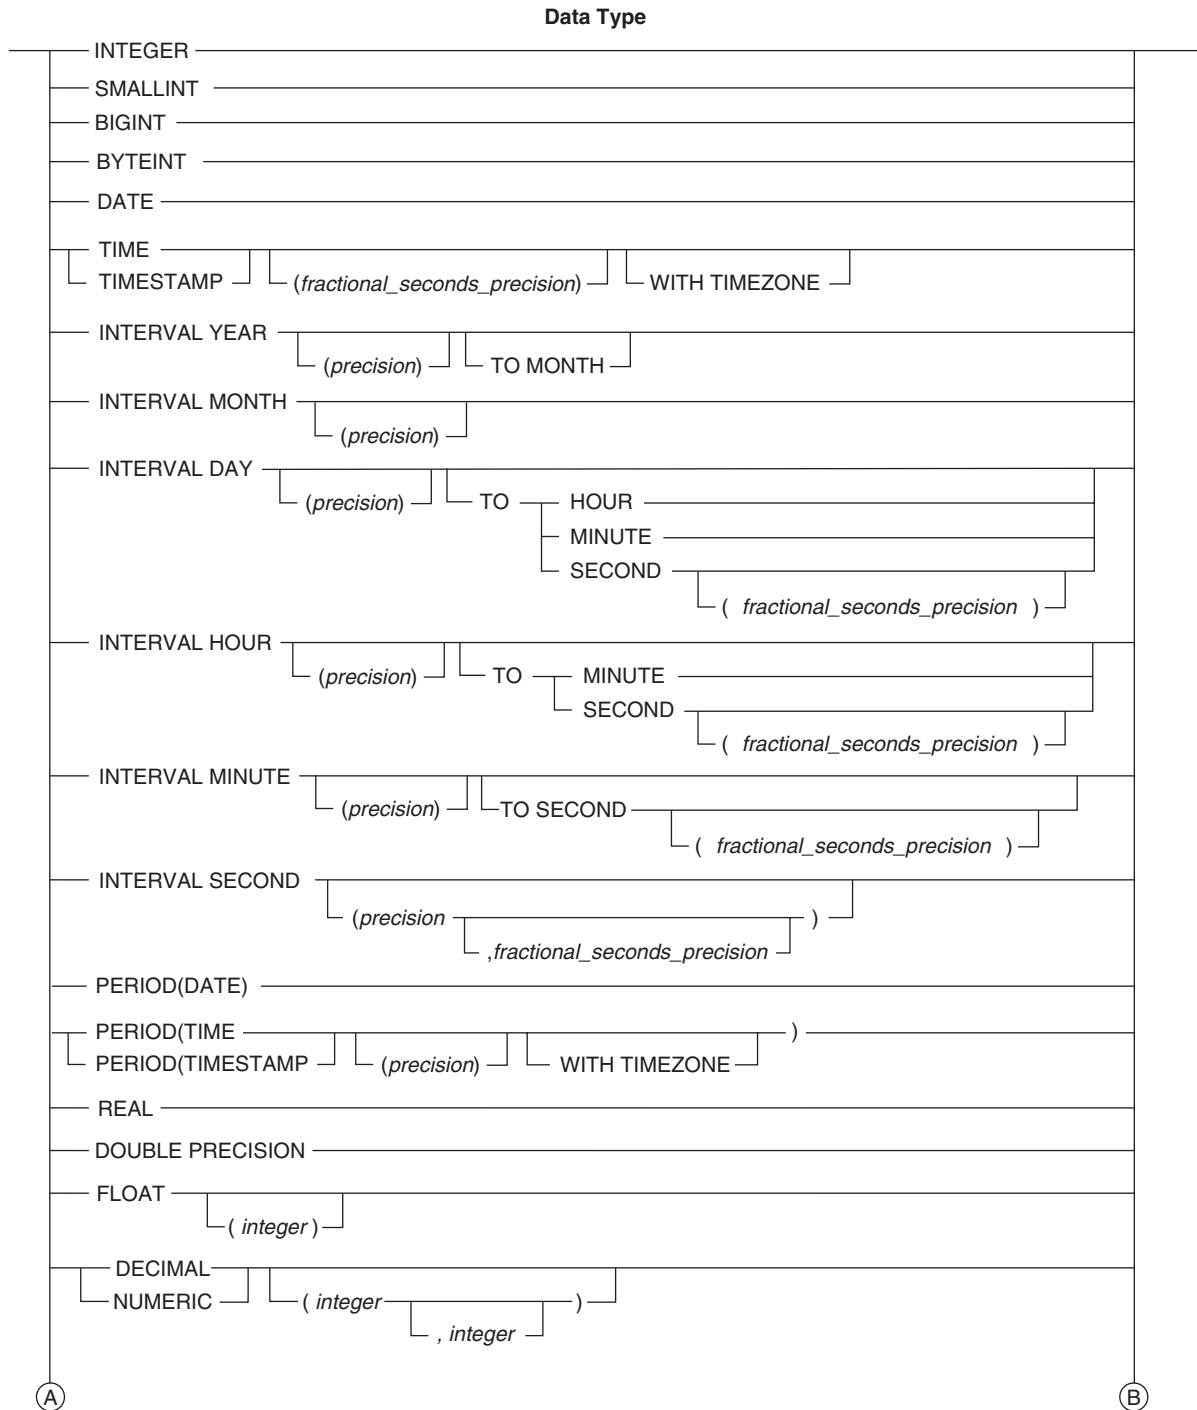 Data Type
INTEGER
SMALLINT
BIGINT
BYTEINT
DATE
TIME
TIMESTAMP (fractional_seconds_precision) WITH TIMEZONE
INTERVAL YEAR
(precision) TO MONTH
INTERVAL MONTH
(precision)
INTERVAL DAY
(precision) TO HOUR
MINUTE
SECOND
( fractional_seconds_precision )
INTERVAL HOUR
(precision) TO MINUTE
SECOND
( fractional_seconds_precision )
INTERVAL MINUTE
(precision) TO SECOND
( fractional_seconds_precision )
INTERVAL SECOND
(precision )
,fractional_seconds_precision
PERIOD(DATE)
PERIOD(TIME )
PERIOD(TIMESTAMP (precision) WITH TIMEZONE
REAL
DOUBLE PRECISION
FLOAT
( integer )
DECIMAL
NUMERIC ( integer )
, integer
A B